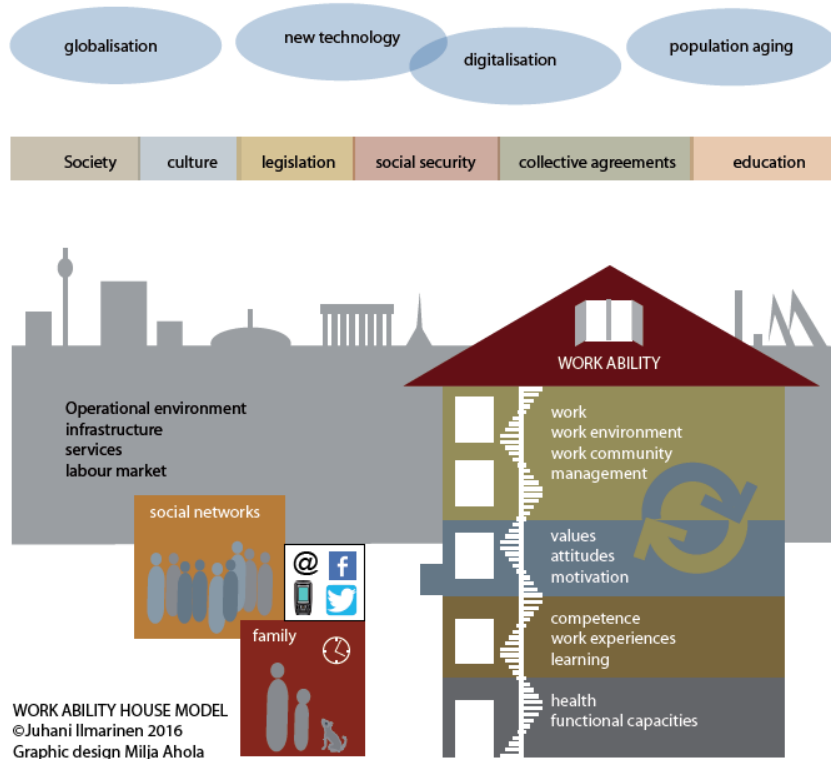 globalisation
new technology
digitalisation
population aging
Society
culture
legislation
social security
collective agreements
education
WORK ABILITY
Operational environment
infrastructure
services
labour market
work
work environment
work community
management
social networks
@
f
values
attitudes
motivation
family
competence
work experiences
learning
health
functional capacities
WORK ABILITY HOUSE MODEL
©Juhani Ilmarinen 2016
Graphic design Milja Ahola